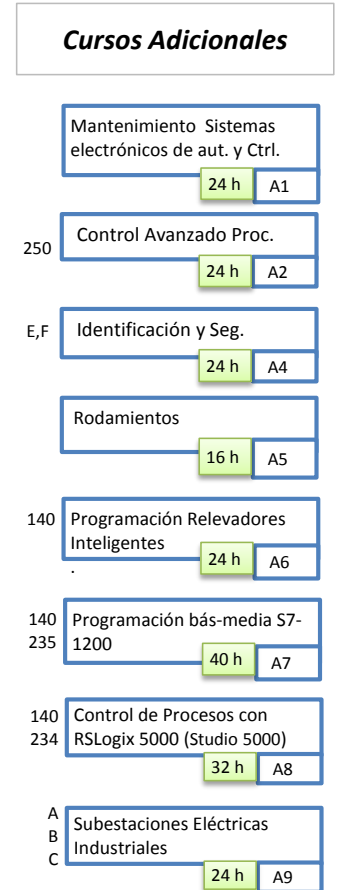 Cursos Adicionales
Mantenimiento Sistemas
electrónicos de aut. y Ctrl.
24 h A1
250 Control Avanzado Proc.
24 h A2
E,F Identificación y Seg.
24 h A4
Rodamientos
16 h A5
140 Programación Relevadores
Inteligentes
.
24 h A6
140 Programación bás-media S7-
235 1200
40 h A7
140 Control de Procesos con
234 RSLogix 5000 (Studio 5000)
32 h A8
A
B Subestaciones Eléctricas
C Industriales
24 h A9